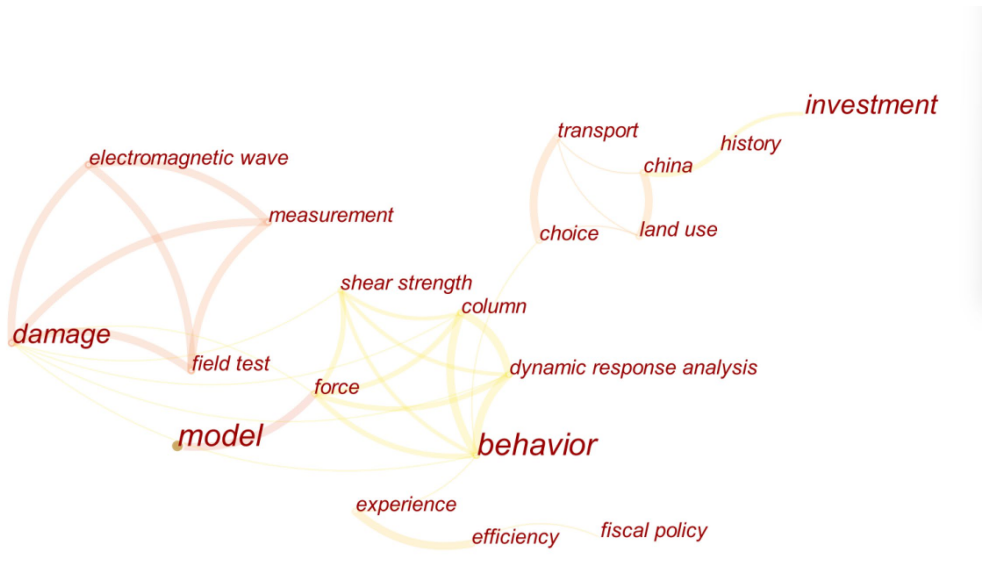 investment
transport
history
electromagnetic wave
china
measurement
land use
choice
shear strength
column
damage
field test
dynamic response analysis
force
model
behavior
experience
efficiency
fiscal policy